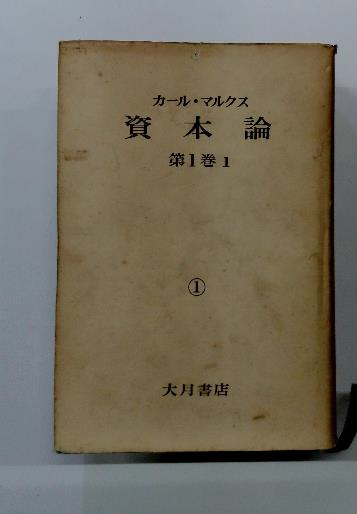 カール・マルクス
資本論
第1巻 1
①
大月書店